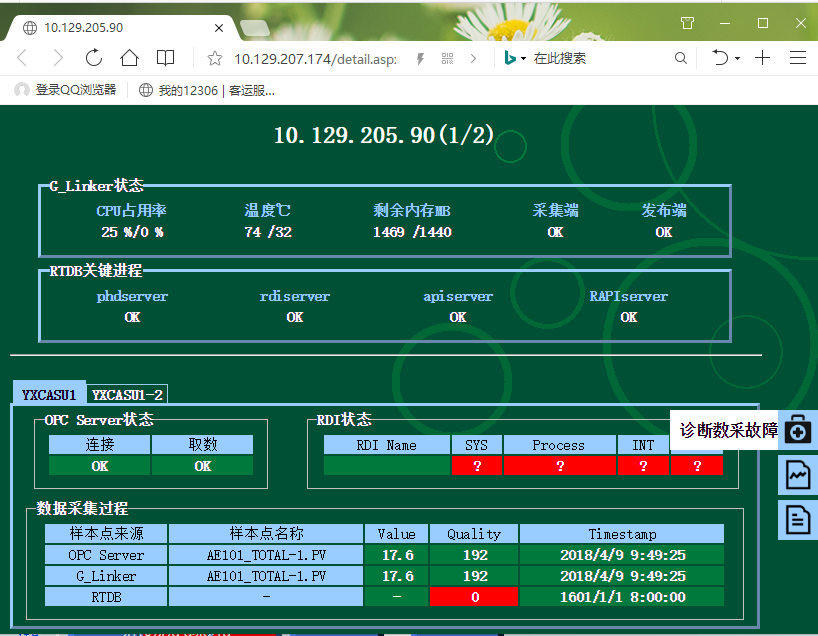 10.129.205.90
10.129.207.174/detail.asp:
在此搜索
登录QQ浏览器
我的12306 | 客运服...
10.129.205.90(1/2)
G_Linker状态
CPU占用率 温度℃ 剩余内存MB 采集端 发布端
25 %/0 % 74 /32 1469 /1440 OK OK
RTDB关键进程
phdserver rdiserver apiserver RAPIserver
OK OK OK OK
YXCASU1 YXCASU1-2
OPC Server状态 RDI状态
诊断数采故障
连接 取数 RDI Name SYS Process INT
OK OK ? ? ? ?
数据采集过程
样本点来源 样本点名称 Value Quality Timestamp
OPC Server AE101_TOTAL-1.PV 17.6 192 2018/4/9 9:49:25
G_Linker AE101_TOTAL-1.PV 17.6 192 2018/4/9 9:49:25
RTDB - - 0 1601/1/1 8:00:00